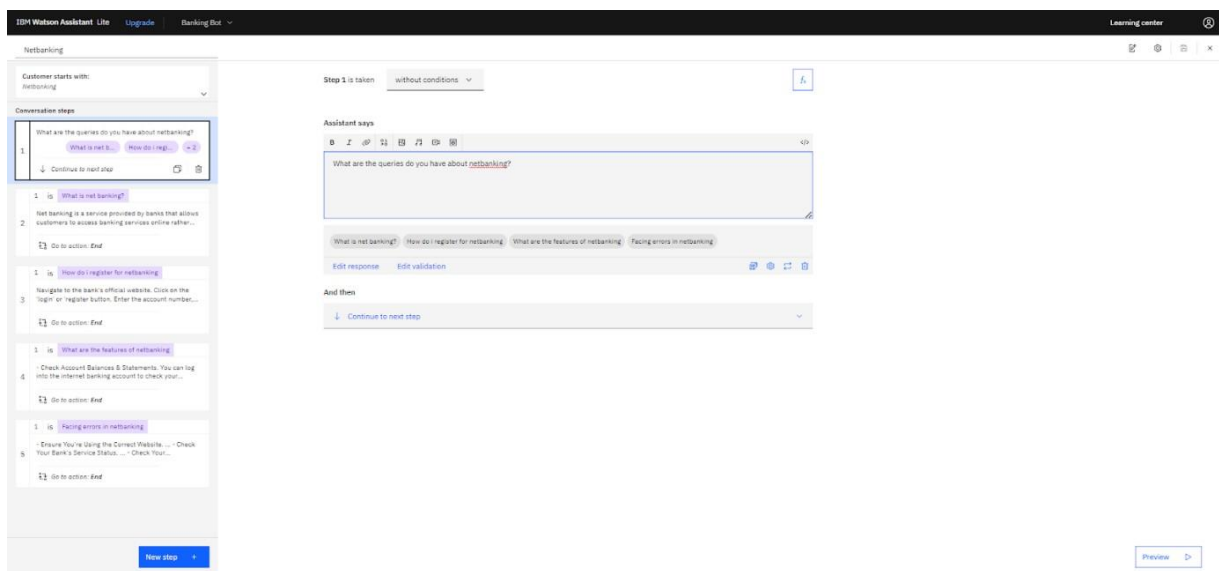 IBM Watson Assistant Lite Upgrade Banking Bot
Learning center
Netbanking
Customer starts with:
Netbanking
Conversation steps
1
What are the queries do you have about netbanking?
What is net b... How do i regi... + 2
Continue to next step
2
1 is What is net banking?
Net banking is a service provided by banks that allows
customers to access banking services online rather...
Go to action: End
3
1 is How do i register for netbanking
Navigate to the bank's official website. Click on the
'login' or 'register button. Enter the account number,...
Go to action: End
4
1 is What are the features of netbanking
- Check Account Balances & Statements. You can log
into the internet banking account to check your...
Go to action: End
5
1 is Facing errors in netbanking
- Ensure You're Using the Correct Website. ... - Check
Your Bank's Service Status. ... - Check Your...
Go to action: End
New step +
Step 1 is taken without conditions
fx
Assistant says
B I </>
What are the queries do you have about netbanking?
What is net banking? How do i register for netbanking What are the features of netbanking Facing errors in netbanking
Edit response Edit validation
And then
Continue to next step
Preview